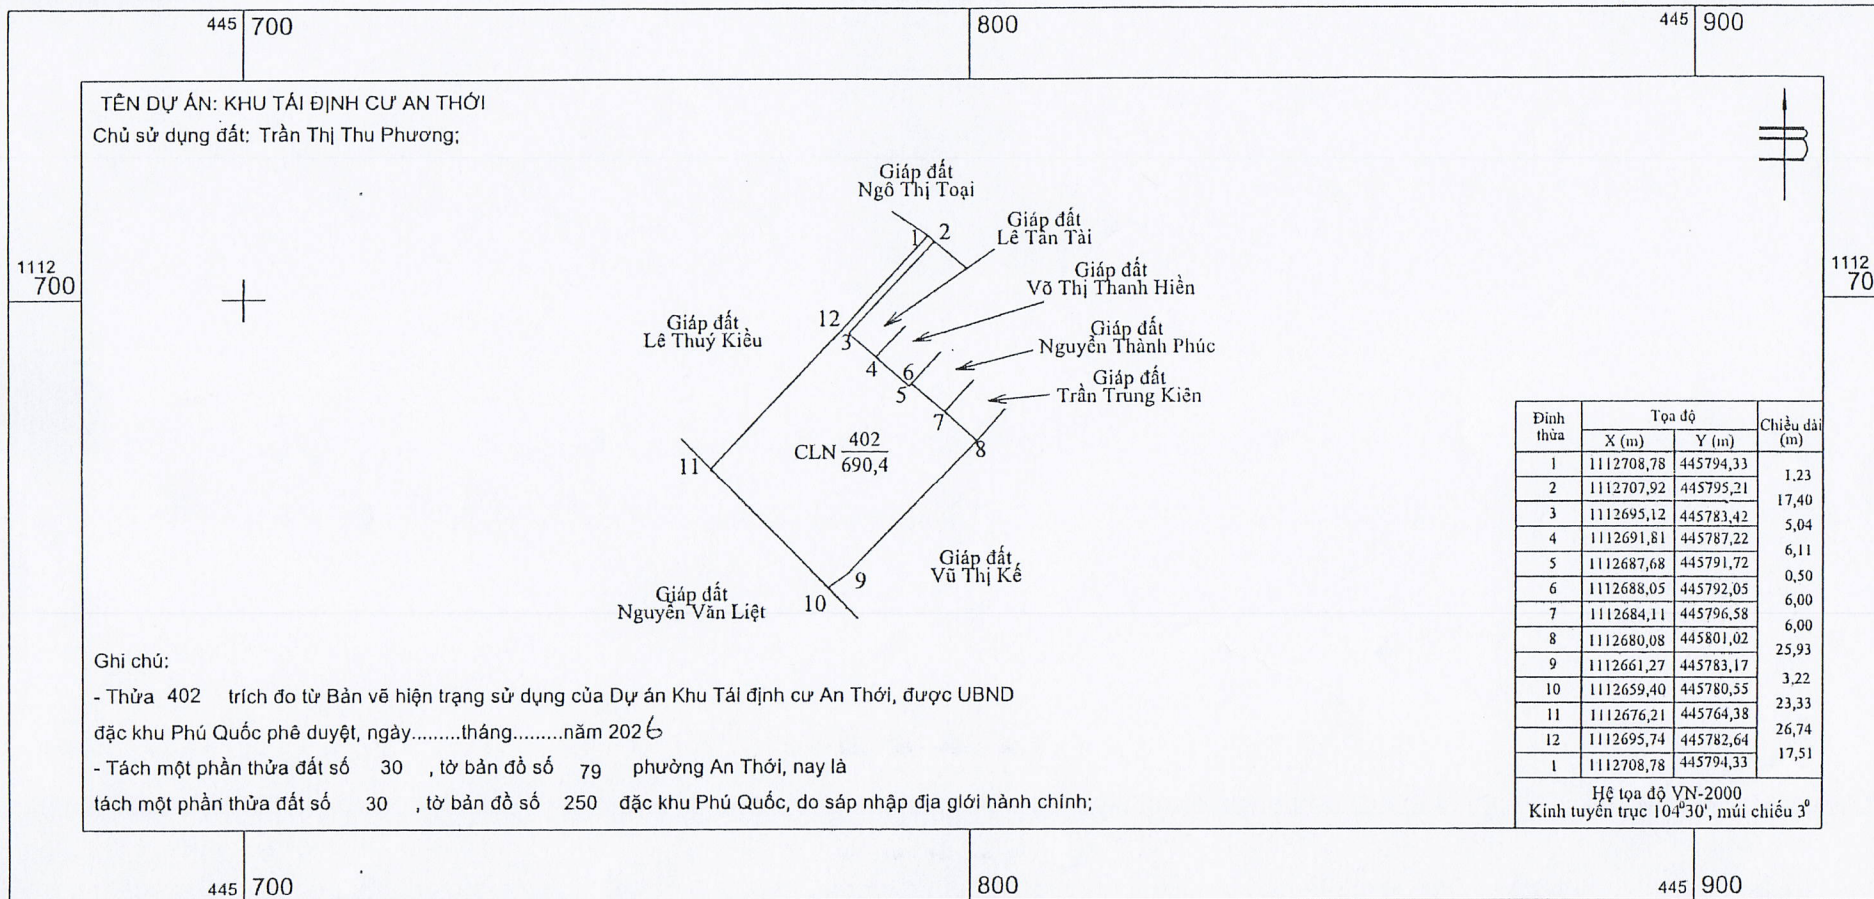 445 700
800
445 900
TÊN DỰ ÁN: KHU TÁI ĐỊNH CƯ AN THỚI
Chủ sử dụng đất: Trần Thị Thu Phương;
1112
700
1112
70
Giáp đất
Ngô Thị Toại
Giáp đất
Lê Tấn Tài
Giáp đất
Võ Thị Thanh Hiền
Giáp đất
Nguyễn Thành Phúc
Giáp đất
Trần Trung Kiên
Giáp đất
Lê Thuý Kiều
1
2
12
3
4
6
5
7
8
11
9
10
CLN 402
690,4
Giáp đất
Vũ Thị Kế
Giáp đất
Nguyễn Văn Liệt
Đỉnh thửa Tọa độ Chiều dài (m)
X (m) Y (m)
1 1112708,78 445794,33
1,23
2 1112707,92 445795,21
17,40
3 1112695,12 445783,42
5,04
4 1112691,81 445787,22
6,11
5 1112687,68 445791,72
0,50
6 1112688,05 445792,05
6,00
7 1112684,11 445796,58
6,00
8 1112680,08 445801,02
25,93
9 1112661,27 445783,17
3,22
10 1112659,40 445780,55
23,33
11 1112676,21 445764,38
26,74
12 1112695,74 445782,64
17,51
1 1112708,78 445794,33
Hệ tọa độ VN-2000
Kinh tuyến trục 104⁰30', múi chiếu 3⁰
Ghi chú:
- Thửa 402 trích đo từ Bản vẽ hiện trạng sử dụng của Dự án Khu Tái định cư An Thới, được UBND
đặc khu Phú Quốc phê duyệt, ngày.........tháng.........năm 2026
- Tách một phần thửa đất số 30 , tờ bản đồ số 79 phường An Thới, nay là
tách một phần thửa đất số 30 , tờ bản đồ số 250 đặc khu Phú Quốc, do sáp nhập địa giới hành chính;
445 700
800
445 900